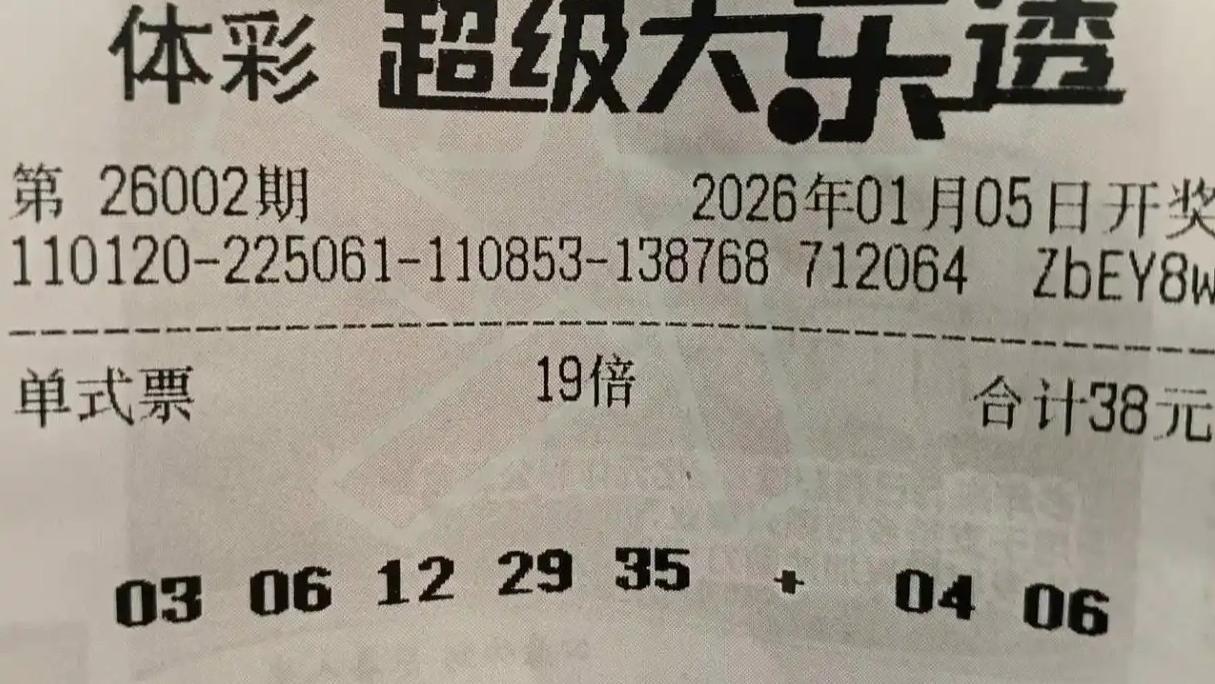 体彩 超级大乐透
第 26002期 2026年01月05日开奖
110120-225061-110853-138768 712064 ZbEY8w
单式票 19倍 合计38元
03 06 12 29 35 + 04 06